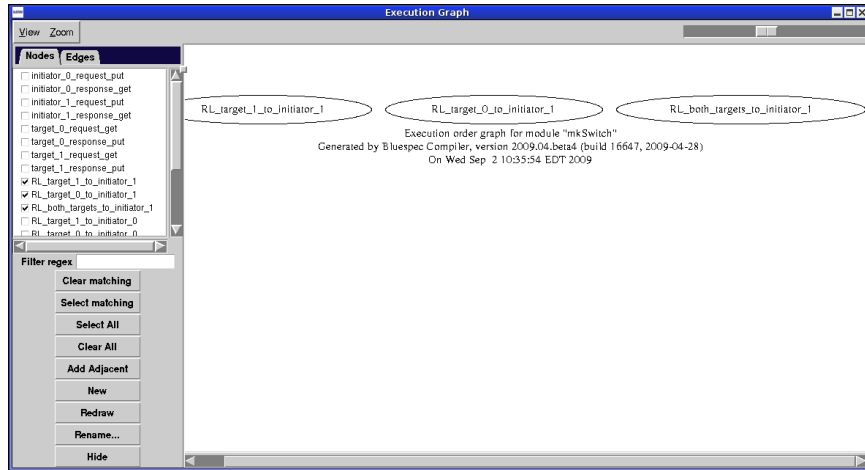 Execution Graph
View Zoom
Nodes Edges
initiator_0_request_put
initiator_0_response_get
initiator_1_request_put
initiator_1_response_get
target_0_request_get
target_0_response_put
target_1_request_get
target_1_response_put
RL_target_1_to_initiator_1
RL_target_0_to_initiator_1
RL_both_targets_to_initiator_1
RL_target_1_to_initiator_0
RL_target_0_to_initiator_0
Filter regex
Clear matching
Select matching
Select All
Clear All
Add Adjacent
New
Redraw
Rename...
Hide
RL_target_1_to_initiator_1 RL_target_0_to_initiator_1 RL_both_targets_to_initiator_1
Execution order graph for module "mkSwitch"
Generated by Bluespec Compiler, version 2009.04.beta4 (build 16647, 2009-04-28)
On Wed Sep 2 10:35:54 EDT 2009